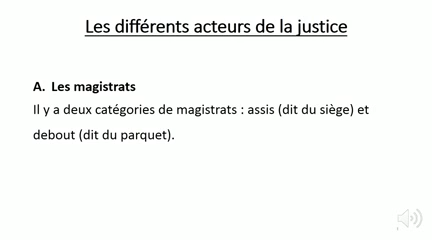 Les différents acteurs de la justice
A. Les magistrats
Il y a deux catégories de magistrats : assis (dit du siège) et
debout (dit du parquet).